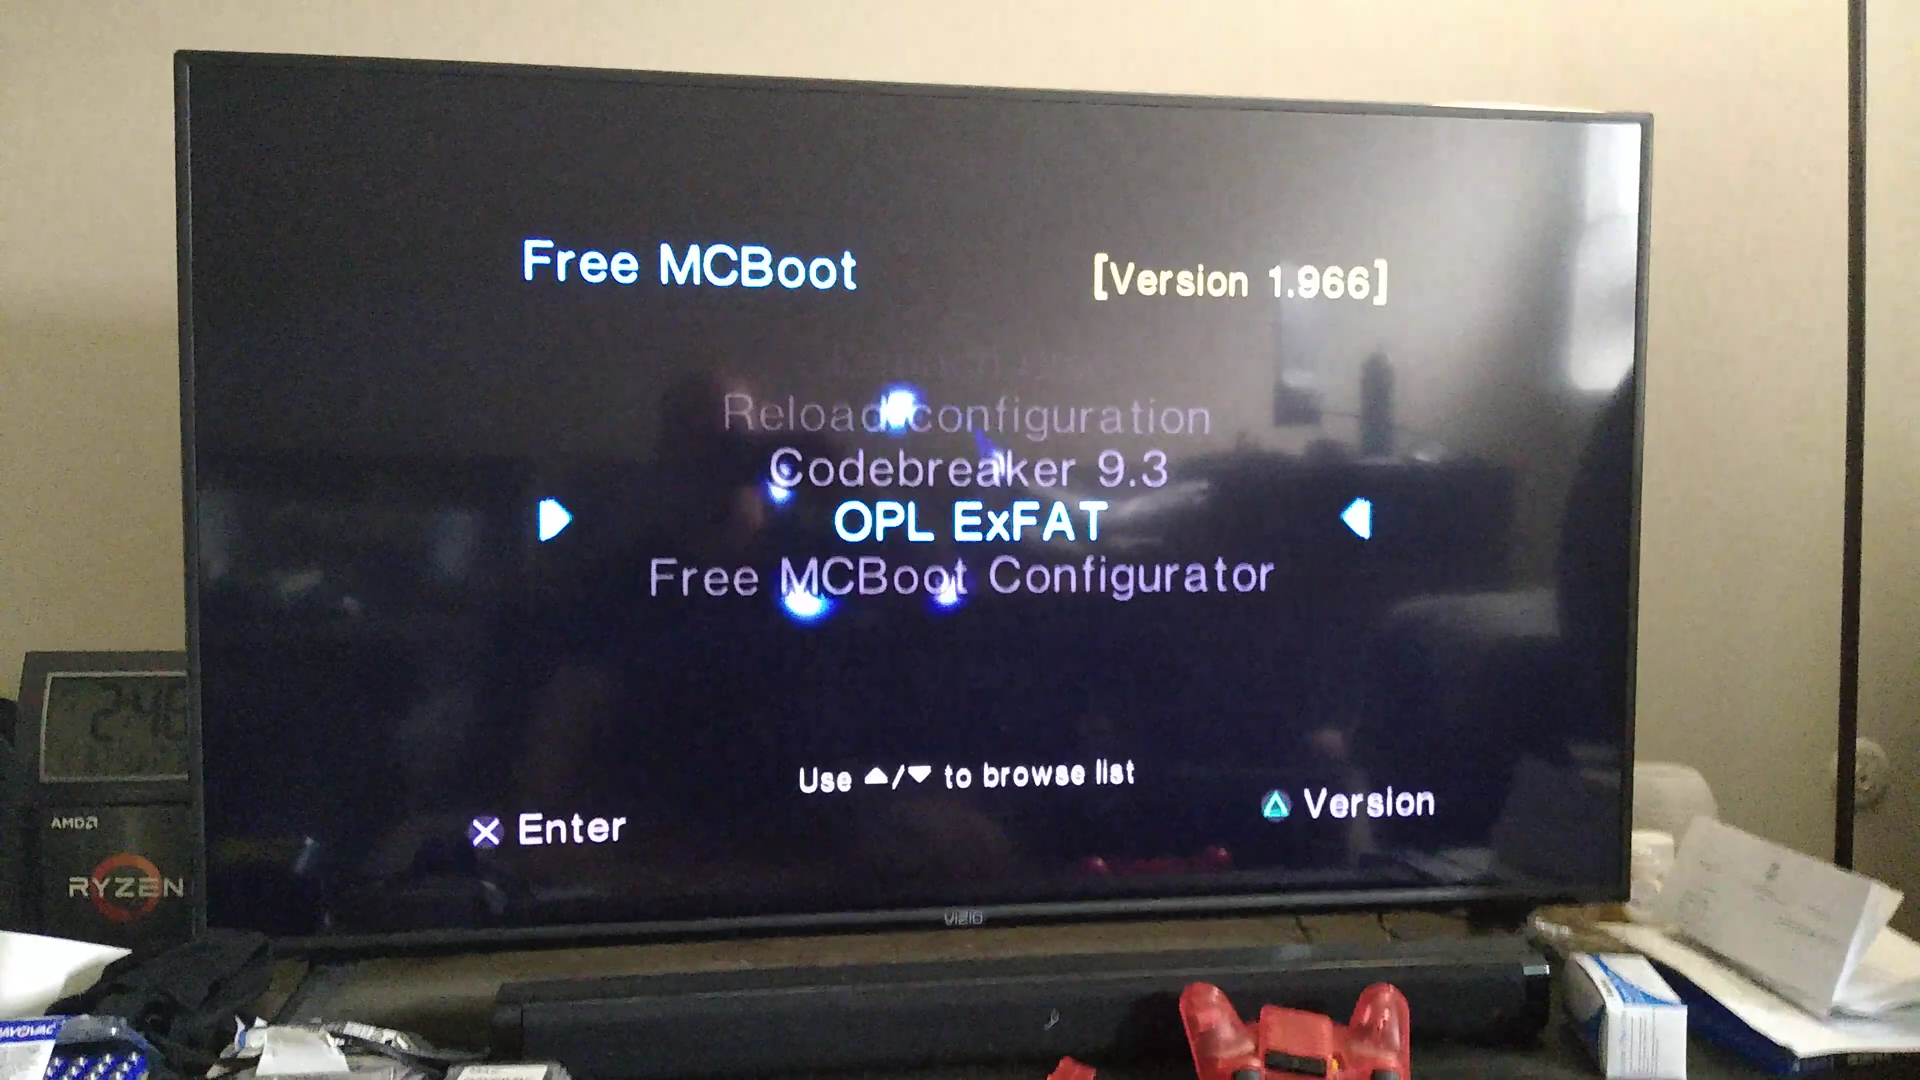 Free MCBoot
[Version 1.966]
Reload configuration
Codebreaker 9.3
OPL ExFAT
Free MCBoot Configurator
Use ▲/▼ to browse list
Enter
Version
VIZIO
AMD
RYZEN
RAYOVAC